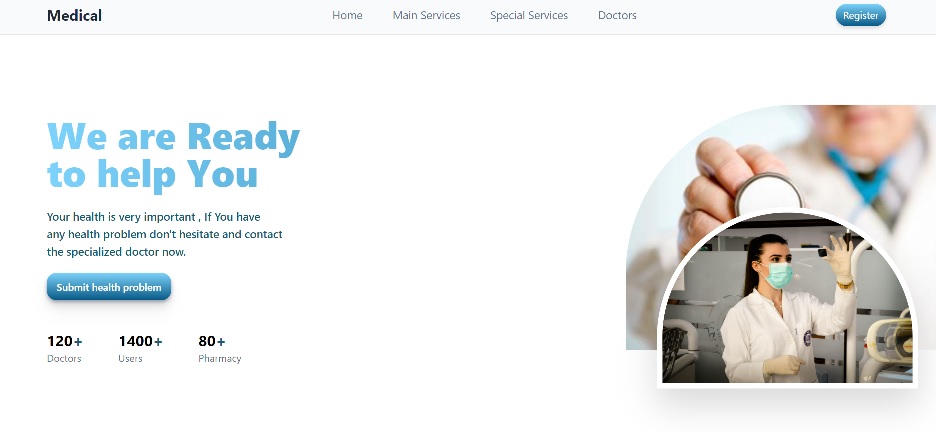 Medical
Home
Main Services
Special Services
Doctors
Register
We are Ready
to help You
Your health is very important , If You have
any health problem don't hesitate and contact
the specialized doctor now.
Submit health problem
120+
1400+
80+
Doctors
Users
Pharmacy